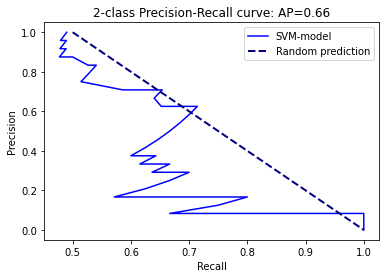 2-class Precision-Recall curve: AP=0.66
SVM-model
Random prediction
Precision
1.0
0.8
0.6
0.4
0.2
0.0
0.5 0.6 0.7 0.8 0.9 1.0
Recall